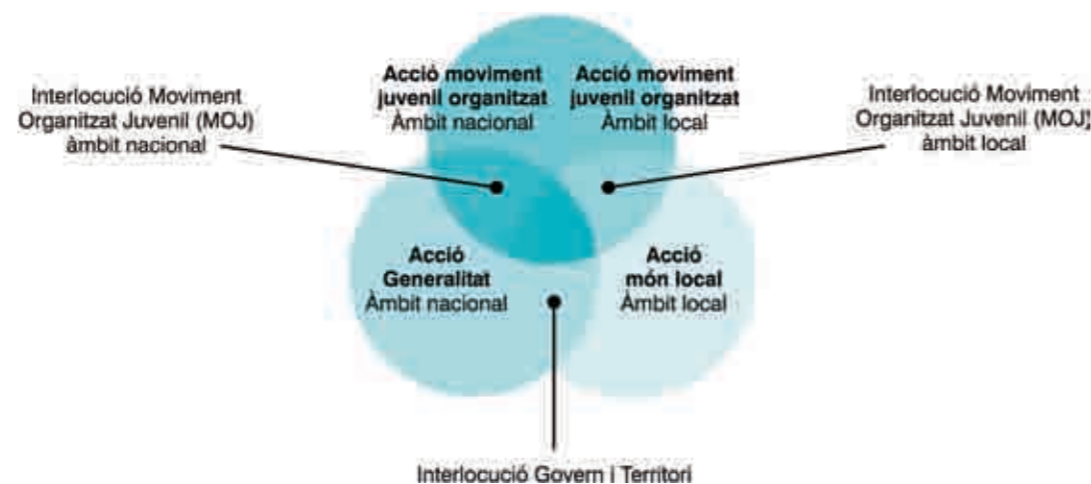 Acció moviment
juvenil organitzat
Àmbit nacional
Acció moviment
juvenil organitzat
Àmbit local
Interlocució Moviment
Organitzat Juvenil (MOJ)
àmbit nacional
Interlocució Moviment
Organitzat Juvenil (MOJ)
àmbit local
Acció
Generalitat
Àmbit nacional
Acció
món local
Àmbit local
Interlocució Govern i Territori